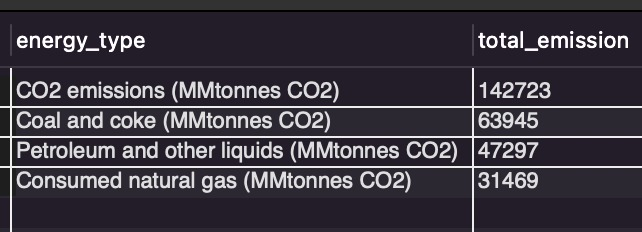 energy_type total_emission
CO2 emissions (MMtonnes CO2) 142723
Coal and coke (MMtonnes CO2) 63945
Petroleum and other liquids (MMtonnes CO2) 47297
Consumed natural gas (MMtonnes CO2) 31469